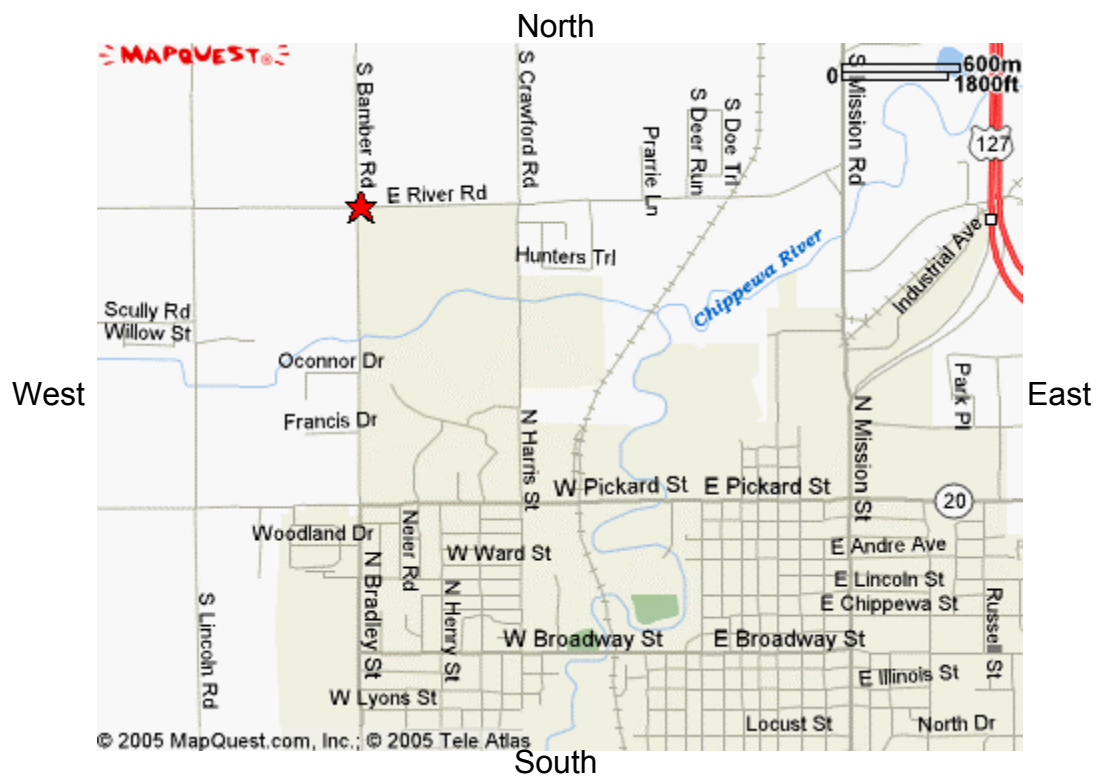 North
MAPQUEST®
S Bamber Rd
S Crawford Rd
Prarrie Ln
S Deer Run
S Doe Trl
S Mission Rd
0
600m
1800ft
127
E River Rd
Hunters Trl
Chippewa River
Industrial Ave
Scully Rd
Willow St
Oconnor Dr
Francis Dr
West
East
Park Pl
N Harris St
N Mission St
W Pickard St
E Pickard St
20
Woodland Dr
Neier Rd
W Ward St
E Andre Ave
N Bradley St
N Henry St
E Lincoln St
E Chippewa St
Russell St
S Lincoln Rd
W Broadway St
E Broadway St
E Illinois St
W Lyons St
Locust St
North Dr
© 2005 MapQuest.com, Inc.; © 2005 Tele Atlas
South